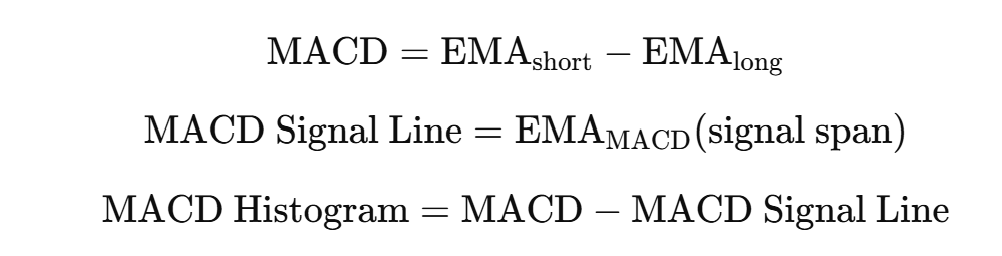 MACD = EMA_short − EMA_long
MACD Signal Line = EMA_MACD(signal span)
MACD Histogram = MACD − MACD Signal Line